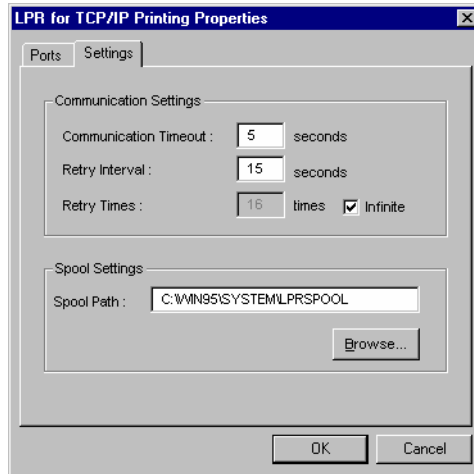 LPR for TCP/IP Printing Properties
Ports Settings
Communication Settings
Communication Timeout : 5 seconds
Retry Interval : 15 seconds
Retry Times : 16 times Infinite
Spool Settings
Spool Path : C:\WIN95\SYSTEM\LPRSPOOL
Browse...
OK Cancel